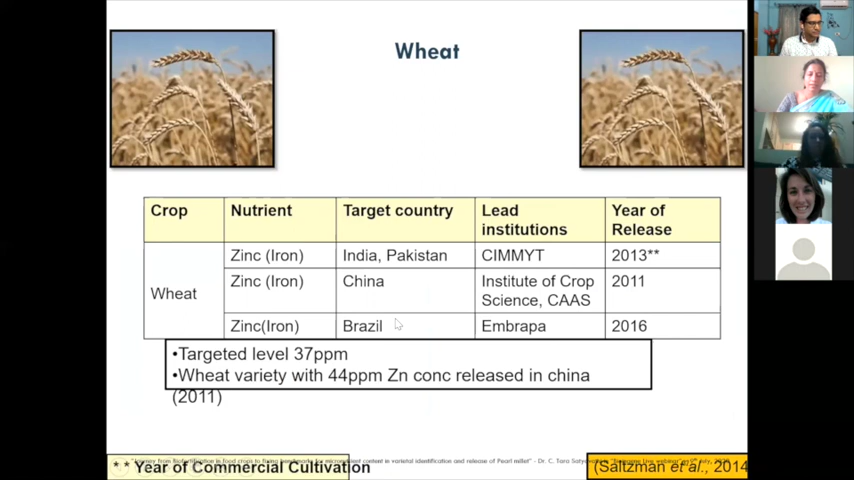 Wheat
Crop Nutrient Target country Lead institutions Year of Release
Wheat
Zinc (Iron) India, Pakistan CIMMYT 2013**
Zinc (Iron) China Institute of Crop Science, CAAS 2011
Zinc(Iron) Brazil Embrapa 2016
•Targeted level 37ppm
•Wheat variety with 44ppm Zn conc released in china
(2011)
** Year of Commercial Cultivation
(Saltzman et al., 2014